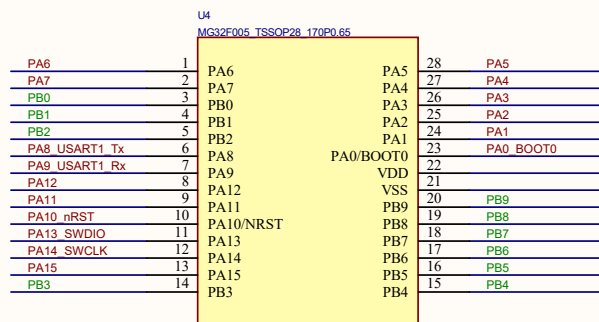 U4
MG32F005_TSSOP28_170P0.65
PA6 1 PA6 PA5 28 PA5
PA7 2 PA7 PA4 27 PA4
PB0 3 PB0 PA3 26 PA3
PB1 4 PB1 PA2 25 PA2
PB2 5 PB2 PA1 24 PA1
PA8_USART1_Tx 6 PA8 PA0/BOOT0 23 PA0_BOOT0
PA9_USART1_Rx 7 PA9 VDD 22
PA12 8 PA12 VSS 21
PA11 9 PA11 PB9 20 PB9
PA10_nRST 10 PA10/NRST PB8 19 PB8
PA13_SWDIO 11 PA13 PB7 18 PB7
PA14_SWCLK 12 PA14 PB6 17 PB6
PA15 13 PA15 PB5 16 PB5
PB3 14 PB3 PB4 15 PB4